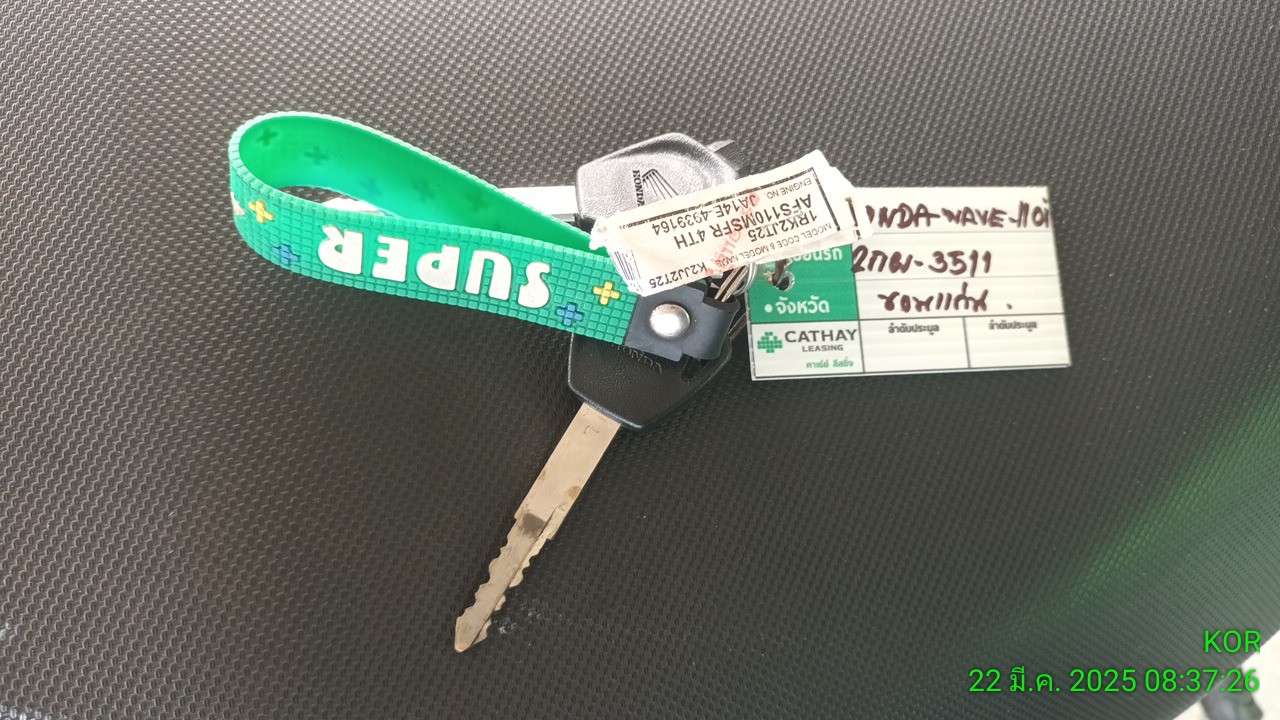 SUPER
HONDA
HONDA
MODEL CODE & MODEL NAME
1RK2JT25 K2JJ2T25
AFS110MSFR 4TH
ENGINE NO.
JA14E-4939164
NDA-WAVE-110i
2กผ-3511
จังหวัด
ขอนแก่น.
CATHAY
LEASING
คาเธ่ย์ ลีสซิ่ง
ลำดับประมูล
ลำดับประมูล
KOR
22 มี.ค. 2025 08:37:26